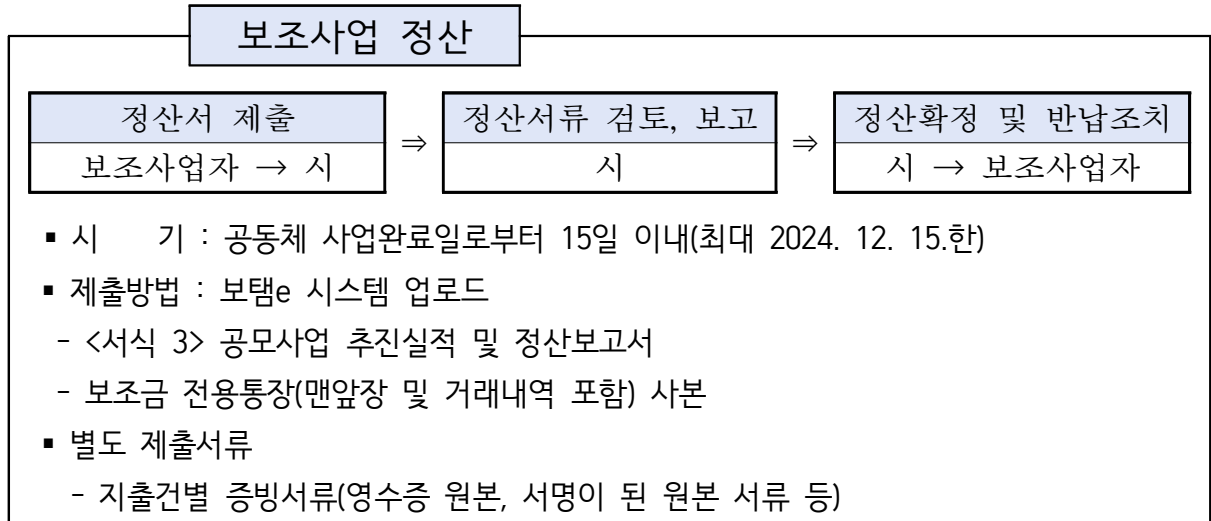 보조사업 정산
정산서 제출 ⇒ 정산서류 검토, 보고 ⇒ 정산확정 및 반납조치
보조사업자 → 시 시 시 → 보조사업자
▪ 시 기 : 공동체 사업완료일로부터 15일 이내(최대 2024. 12. 15.한)
▪ 제출방법 : 보탬e 시스템 업로드
- <서식 3> 공모사업 추진실적 및 정산보고서
- 보조금 전용통장(맨앞장 및 거래내역 포함) 사본
▪ 별도 제출서류
- 지출건별 증빙서류(영수증 원본, 서명이 된 원본 서류 등)